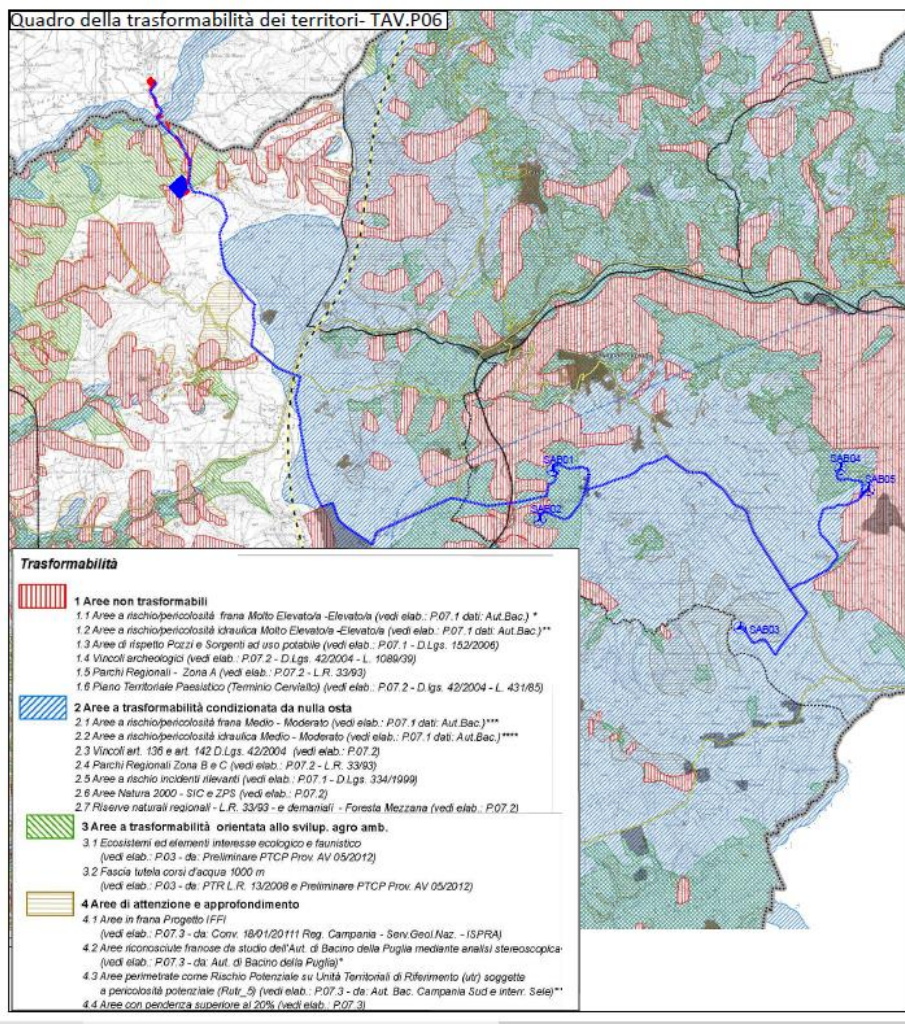 Quadro della trasformabilità dei territori- TAV.P06
SAB01
SAB02
SAB04
SAB05
SAB03
Trasformabilità
1 Aree non trasformabili
1.1 Aree a rischio/pericolosità frana Molto Elevato/a -Elevato/a (vedi elab.: P.07.1 dati: Aut.Bac.) *
1.2 Aree a rischio/pericolosità idraulica Molto Elevato/a -Elevato/a (vedi elab.: P.07.1 dati: Aut.Bac.)**
1.3 Aree di rispetto Pozzi e Sorgenti ad uso potabile (vedi elab.: P.07.1 - D.Lgs. 152/2006)
1.4 Vincoli archeologici (vedi elab.: P.07.2 - D.Lgs. 42/2004 - L. 1089/39)
1.5 Parchi Regionali - Zona A (vedi elab.: P.07.2 - L.R. 33/93)
1.6 Piano Territoriale Paesistico (Terminio Cervialto) (vedi elab.: P.07.2 - D.lgs. 42/2004 - L. 431/85)
2 Aree a trasformabilità condizionata da nulla osta
2.1 Aree a rischio/pericolosità frana Medio - Moderato (vedi elab.: P.07.1 dati: Aut.Bac.)***
2.2 Aree a rischio/pericolosità idraulica Medio - Moderato (vedi elab.: P.07.1 dati: Aut.Bac.)****
2.3 Vincoli art. 136 e art. 142 D.Lgs. 42/2004 (vedi elab.: P.07.2)
2.4 Parchi Regionali Zona B e C (vedi elab.: P.07.2 - L.R. 33/93)
2.5 Aree a rischio incidenti rilevanti (vedi elab.: P.07.1 - D.Lgs. 334/1999)
2.6 Aree Natura 2000 - SIC e ZPS (vedi elab.: P.07.2)
2.7 Riserve naturali regionali - L.R. 33/93 - e demaniali - Foresta Mezzana (vedi elab.: P.07.2)
3 Aree a trasformabilità orientata allo svilup. agro amb.
3.1 Ecosistemi ed elementi interesse ecologico e faunistico
(vedi elab.: P.03 - da: Preliminare PTCP Prov. AV 05/2012)
3.2 Fascia tutela corsi d'acqua 1000 m
(vedi elab.: P.03 - da: PTR L.R. 13/2008 e Preliminare PTCP Prov. AV 05/2012)
4 Aree di attenzione e approfondimento
4.1 Aree in frana Progetto IFFI
(vedi elab.: P.07.3 - da: Conv. 18/01/20111 Reg. Campania - Serv.Geol.Naz. - ISPRA)
4.2 Aree riconosciute franose da studio dell'Aut. di Bacino della Puglia mediante analisi stereoscopica
(vedi elab.: P.07.3 - da: Aut. di Bacino della Puglia)*
4.3 Aree perimetrate come Rischio Potenziale su Unità Territoriali di Riferimento (utr) soggette
a pericolosità potenziale (Rutr_5) (vedi elab.: P.07.3 - da: Aut. Bac. Campania Sud e interr. Sele)**
4.4 Aree con pendenza superiore al 20% (vedi elab.: P.07.3)